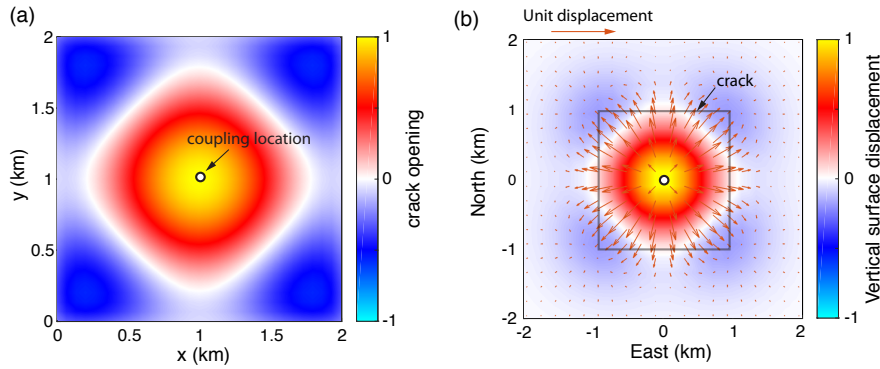 (a)
2
1.5
1
0.5
0
0
0.5
1
1.5
2
y (km)
x (km)
coupling location
1
0
-1
crack opening
(b)
Unit displacement
2
1
0
-1
-2
-2
-1
0
1
2
North (km)
East (km)
crack
1
0
-1
Vertical surface displacement